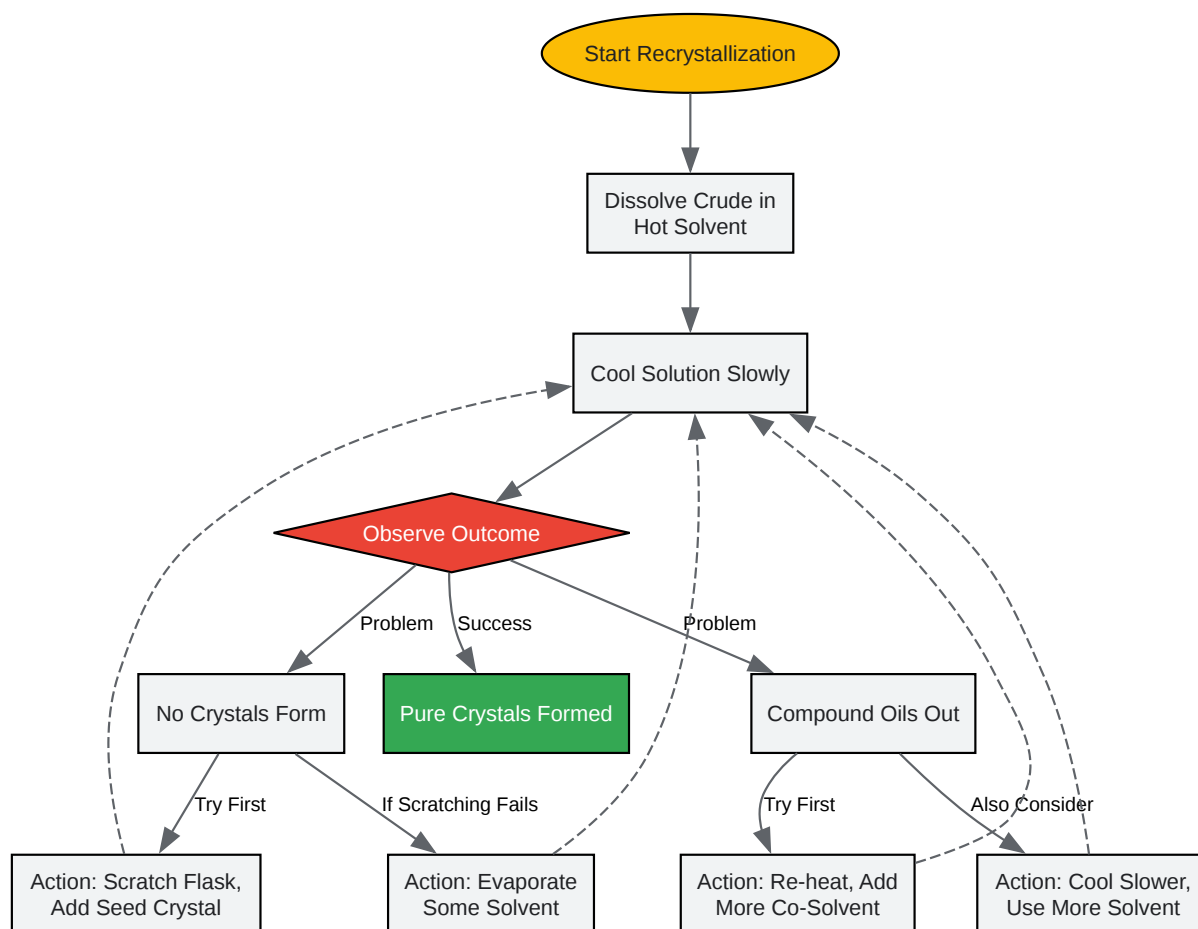 Start Recrystallization
Dissolve Crude in
Hot Solvent
Cool Solution Slowly
Observe Outcome
Problem
Success
Problem
No Crystals Form
Pure Crystals Formed
Compound Oils Out
Try First
If Scratching Fails
Try First
Also Consider
Action: Scratch Flask,
Add Seed Crystal
Action: Evaporate
Some Solvent
Action: Re-heat, Add
More Co-Solvent
Action: Cool Slower,
Use More Solvent